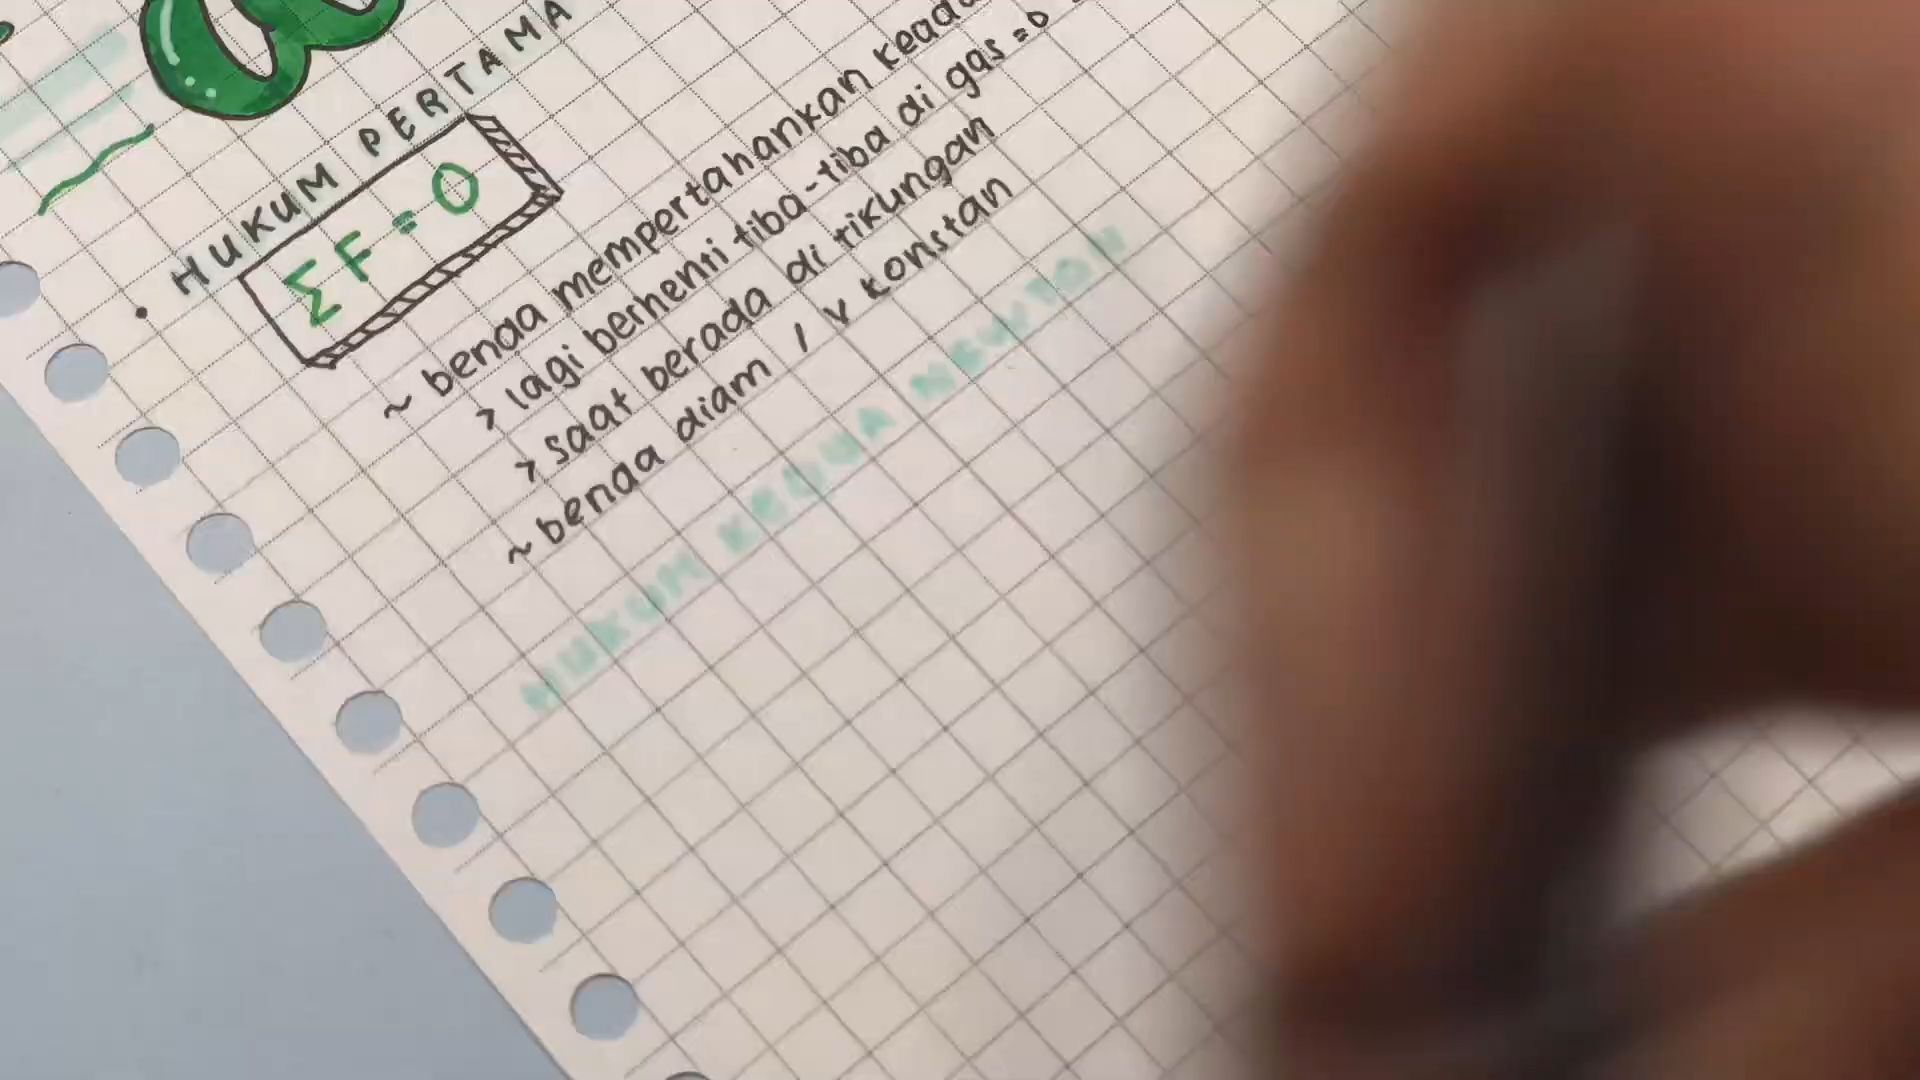 HUKUM PERTAMA
ΣF = 0
~ benda mempertahankan
> lagi berhenti tiba-tiba di gas =0
> saat berada di tikungan
~ benda diam / v konstan
HUKUM KEDUA NEWTON